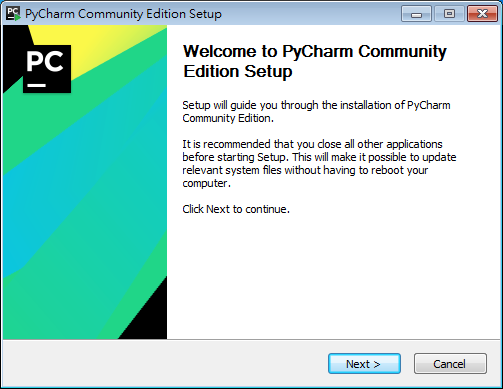 PyCharm Community Edition Setup
PC
Welcome to PyCharm Community
Edition Setup
Setup will guide you through the installation of PyCharm
Community Edition.
It is recommended that you close all other applications
before starting Setup. This will make it possible to update
relevant system files without having to reboot your
computer.
Click Next to continue.
Next >
Cancel